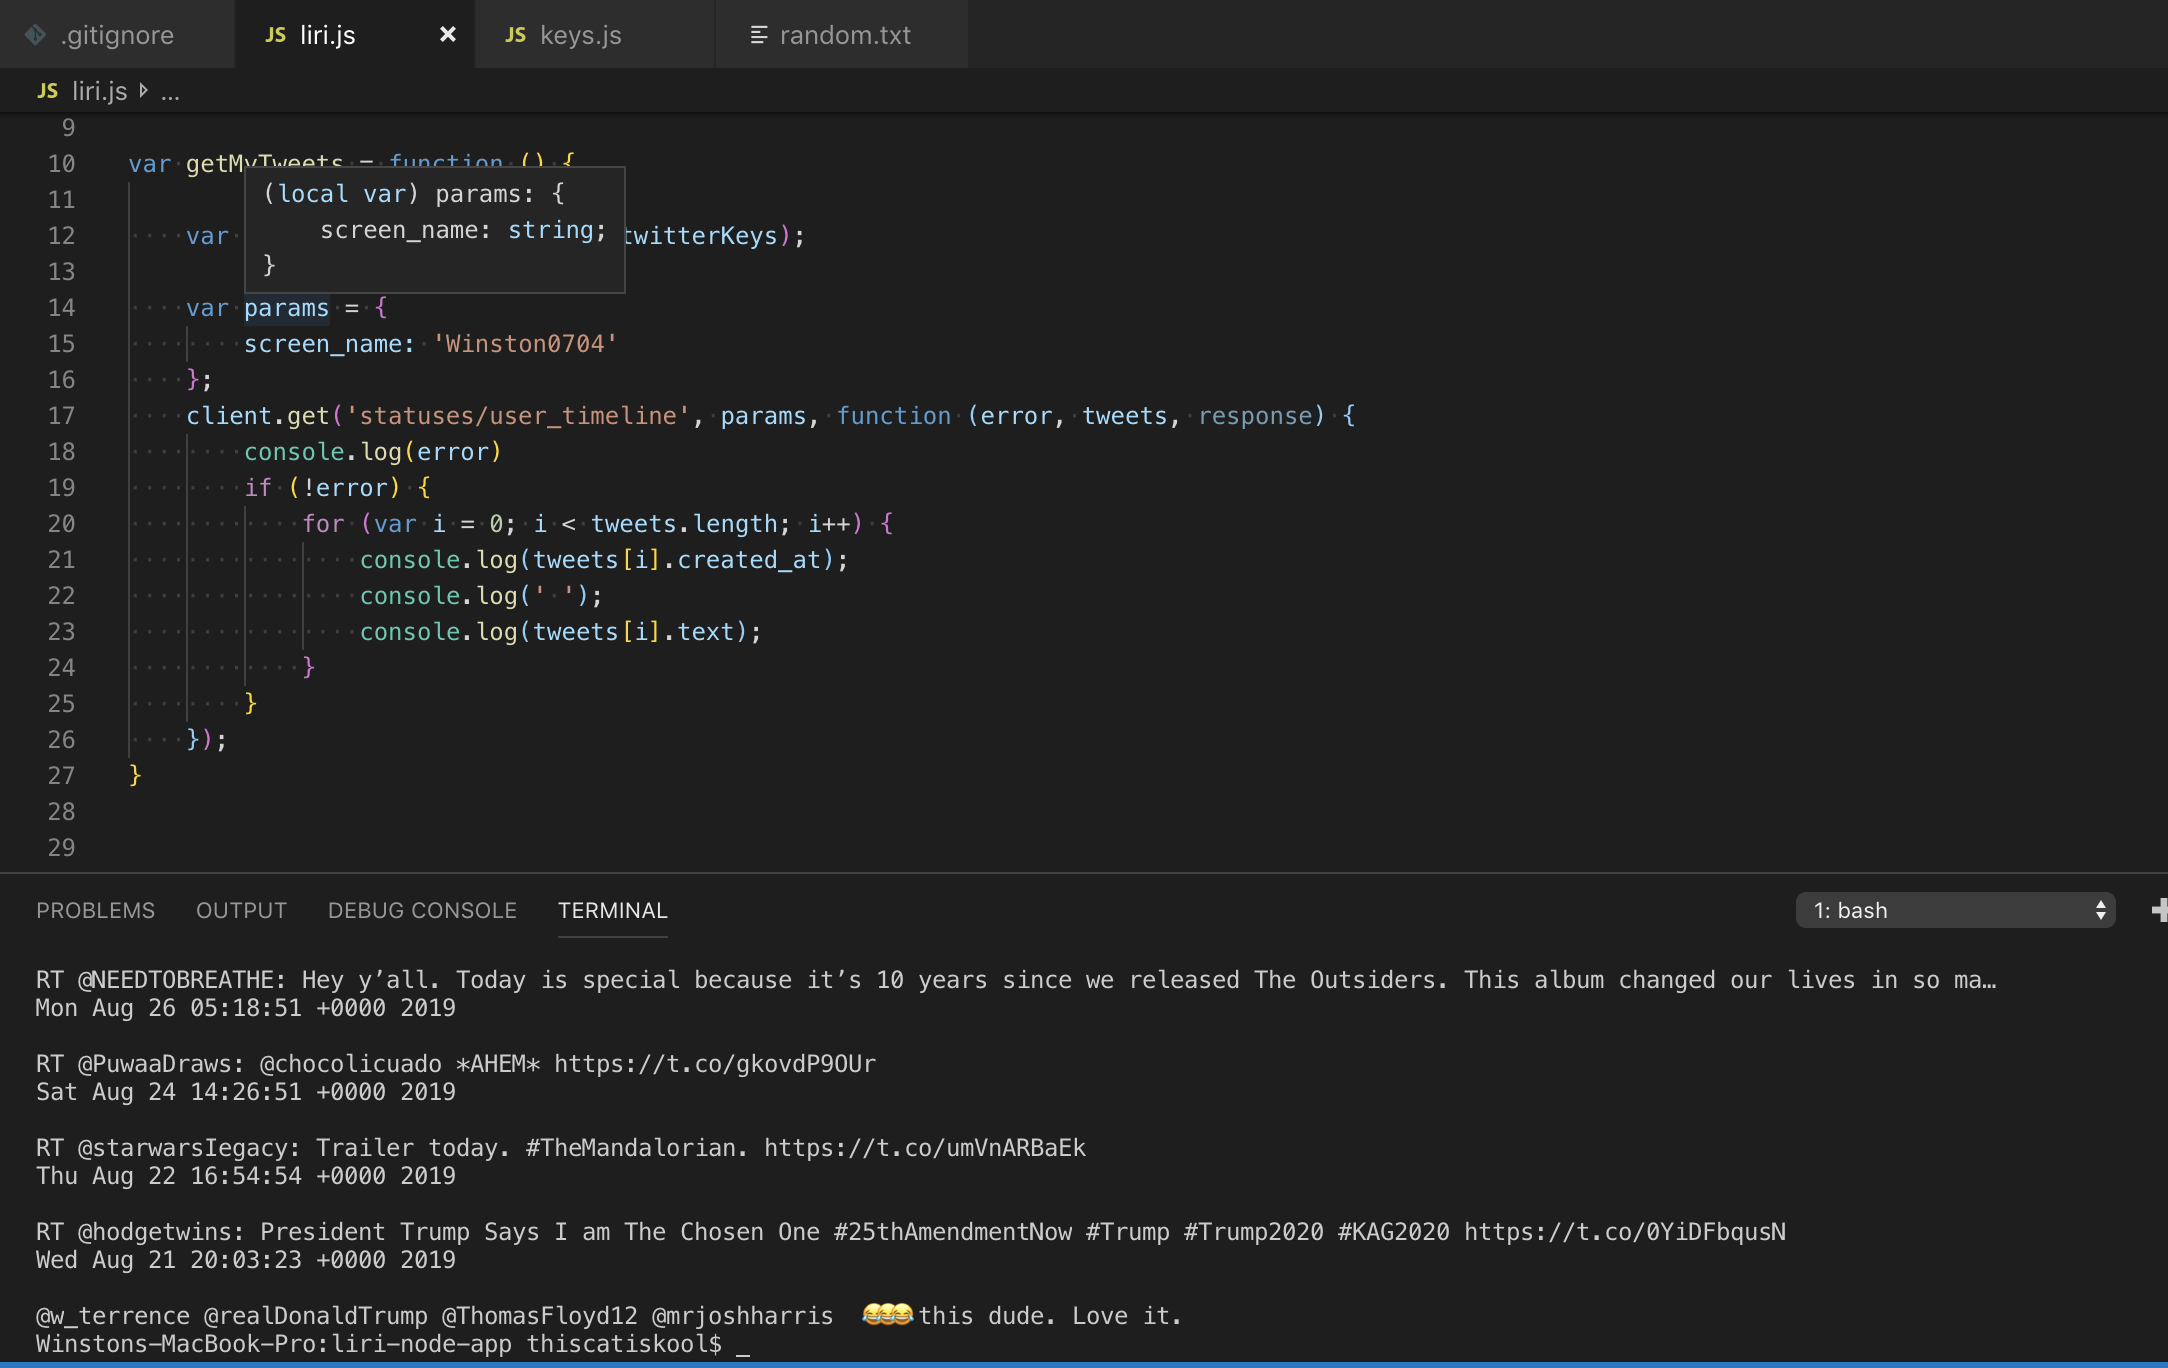 .gitignore
JS liri.js ×
JS keys.js
random.txt
JS liri.js ...
9
10 var getMyTweets = function () {
11
12 var twitterKeys);
(local var) params: {
screen_name: string;
}
13
14 var params = {
15 screen_name: 'Winston0704'
16 };
17 client.get('statuses/user_timeline', params, function (error, tweets, response) {
18 console.log(error)
19 if (!error) {
20 for (var i = 0; i < tweets.length; i++) {
21 console.log(tweets[i].created_at);
22 console.log(' ');
23 console.log(tweets[i].text);
24 }
25 }
26 });
27 }
28
29
PROBLEMS OUTPUT DEBUG CONSOLE TERMINAL 1: bash
RT @NEEDTOBREATHE: Hey y’all. Today is special because it’s 10 years since we released The Outsiders. This album changed our lives in so ma…
Mon Aug 26 05:18:51 +0000 2019
RT @PuwaaDraws: @chocolicuado *AHEM* https://t.co/gkovdP9OUr
Sat Aug 24 14:26:51 +0000 2019
RT @starwarsIegacy: Trailer today. #TheMandalorian. https://t.co/umVnARBaEk
Thu Aug 22 16:54:54 +0000 2019
RT @hodgetwins: President Trump Says I am The Chosen One #25thAmendmentNow #Trump #Trump2020 #KAG2020 https://t.co/0YiDFbqusN
Wed Aug 21 20:03:23 +0000 2019
@w_terrence @realDonaldTrump @ThomasFloyd12 @mrjoshharris 😂😂😂this dude. Love it.
Winstons-MacBook-Pro:liri-node-app thiscatiskool$ _